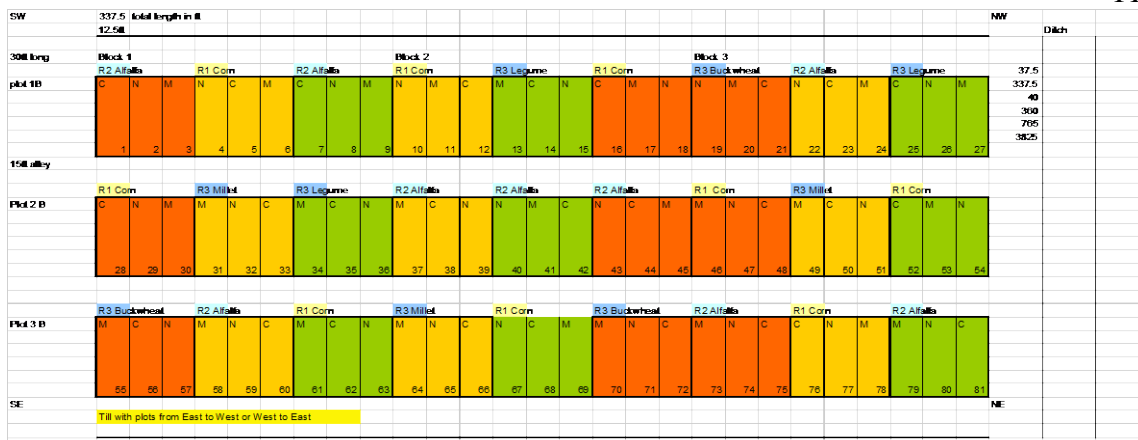 SW 337.5 total length in ft NW
12.5ft Ditch
30ft long Block 1 Block 2 Block 3
R2 Alfalfa R1 Corn R2 Alfalfa R1 Corn R3 Legume R1 Corn R3 Buckwheat R2 Alfalfa R3 Legume 37.5
plot 1B C N M N C M C N M N M C M C N C M N N M C N C M C N M 337.5
40
360
765
3825
1 2 3 4 5 6 7 8 9 10 11 12 13 14 15 16 17 18 19 20 21 22 23 24 25 26 27
15ft alley
R1 Corn R3 Millet R3 Legume R2 Alfalfa R2 Alfalfa R2 Alfalfa R1 Corn R3 Millet R1 Corn
Plot 2 B C N M M N C M C N M C N N M C N C M M N C M C N C M N
28 29 30 31 32 33 34 35 36 37 38 39 40 41 42 43 44 45 46 47 48 49 50 51 52 53 54
R3 Buckwheat R2 Alfalfa R1 Corn R3 Millet R1 Corn R3 Buckwheat R2 Alfalfa R1 Corn R2 Alfalfa
Plot 3 B M C N M N C M C N M N C N C M M N C M N C C N M M N C
55 56 57 58 59 60 61 62 63 64 65 66 67 68 69 70 71 72 73 74 75 76 77 78 79 80 81
SE NE
Till with plots from East to West or West to East